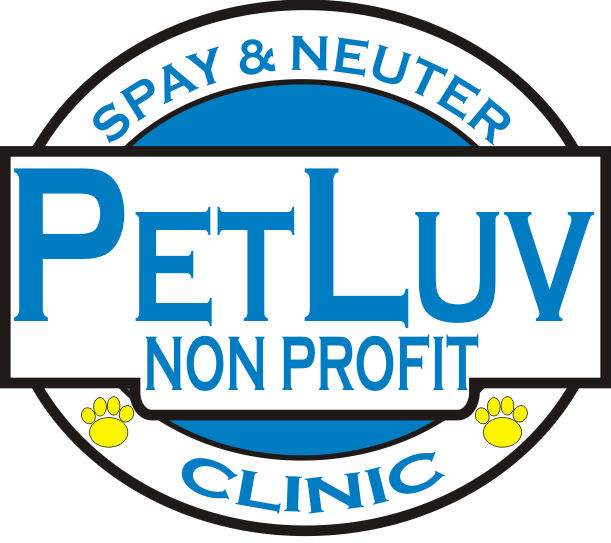 SPAY & NEUTER
PETLUV
NON PROFIT
CLINIC